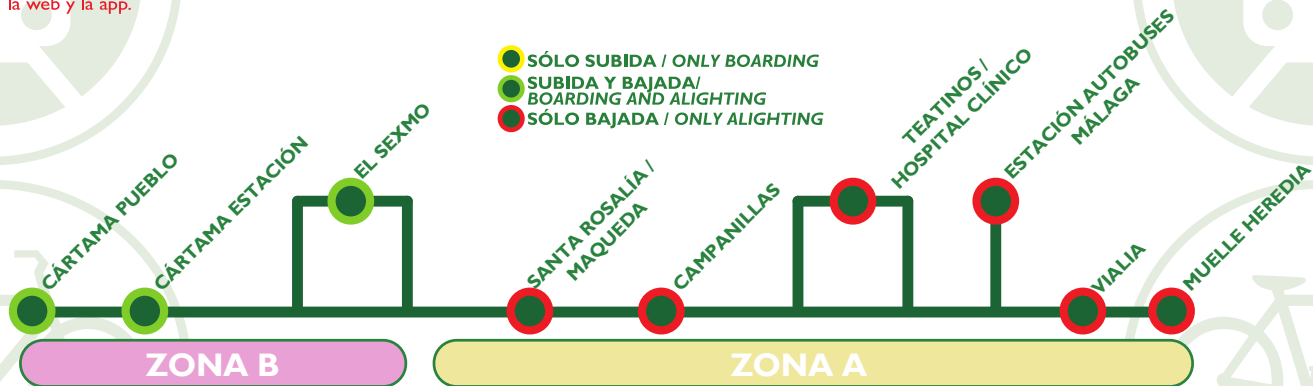 la web y la app.
SÓLO SUBIDA / ONLY BOARDING
SUBIDA Y BAJADA/
BOARDING AND ALIGHTING
SÓLO BAJADA / ONLY ALIGHTING
CÁRTAMA PUEBLO
CÁRTAMA ESTACIÓN
EL SEXMO
SANTA ROSALÍA /
MAQUEDA
CAMPANILLAS
TEATINOS /
HOSPITAL CLÍNICO
ESTACIÓN AUTOBUSES
MÁLAGA
VIALIA
MUELLE HEREDIA
ZONA B
ZONA A